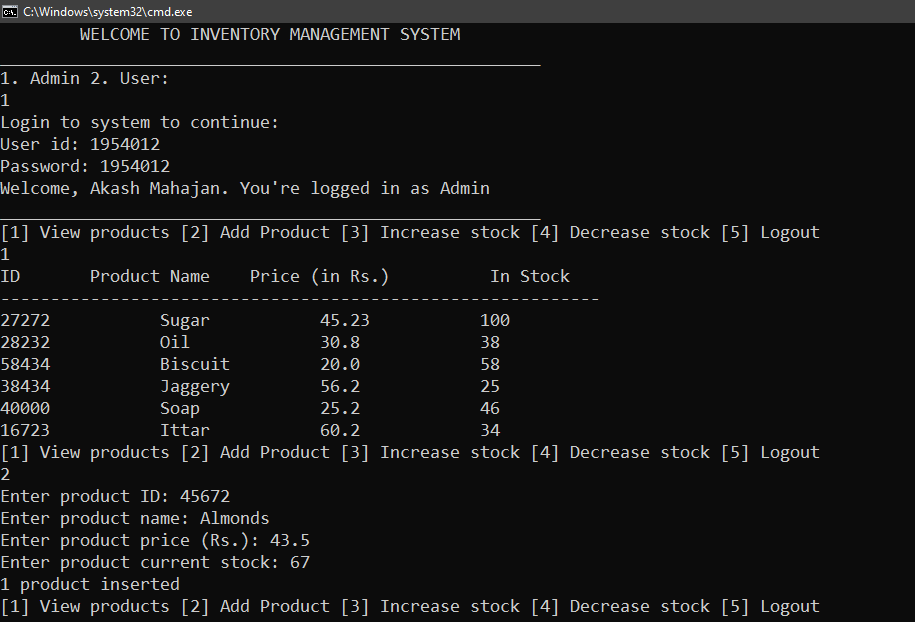 C:\Windows\system32\cmd.exe
WELCOME TO INVENTORY MANAGEMENT SYSTEM
______________________________________________________
1. Admin 2. User:
1
Login to system to continue:
User id: 1954012
Password: 1954012
Welcome, Akash Mahajan. You're logged in as Admin
______________________________________________________
[1] View products [2] Add Product [3] Increase stock [4] Decrease stock [5] Logout
1
ID       Product Name    Price (in Rs.)          In Stock
------------------------------------------------------------
27272           Sugar           45.23           100
28232           Oil             30.8            38
58434           Biscuit         20.0            58
38434           Jaggery         56.2            25
40000           Soap            25.2            46
16723           Ittar           60.2            34
[1] View products [2] Add Product [3] Increase stock [4] Decrease stock [5] Logout
2
Enter product ID: 45672
Enter product name: Almonds
Enter product price (Rs.): 43.5
Enter product current stock: 67
1 product inserted
[1] View products [2] Add Product [3] Increase stock [4] Decrease stock [5] Logout